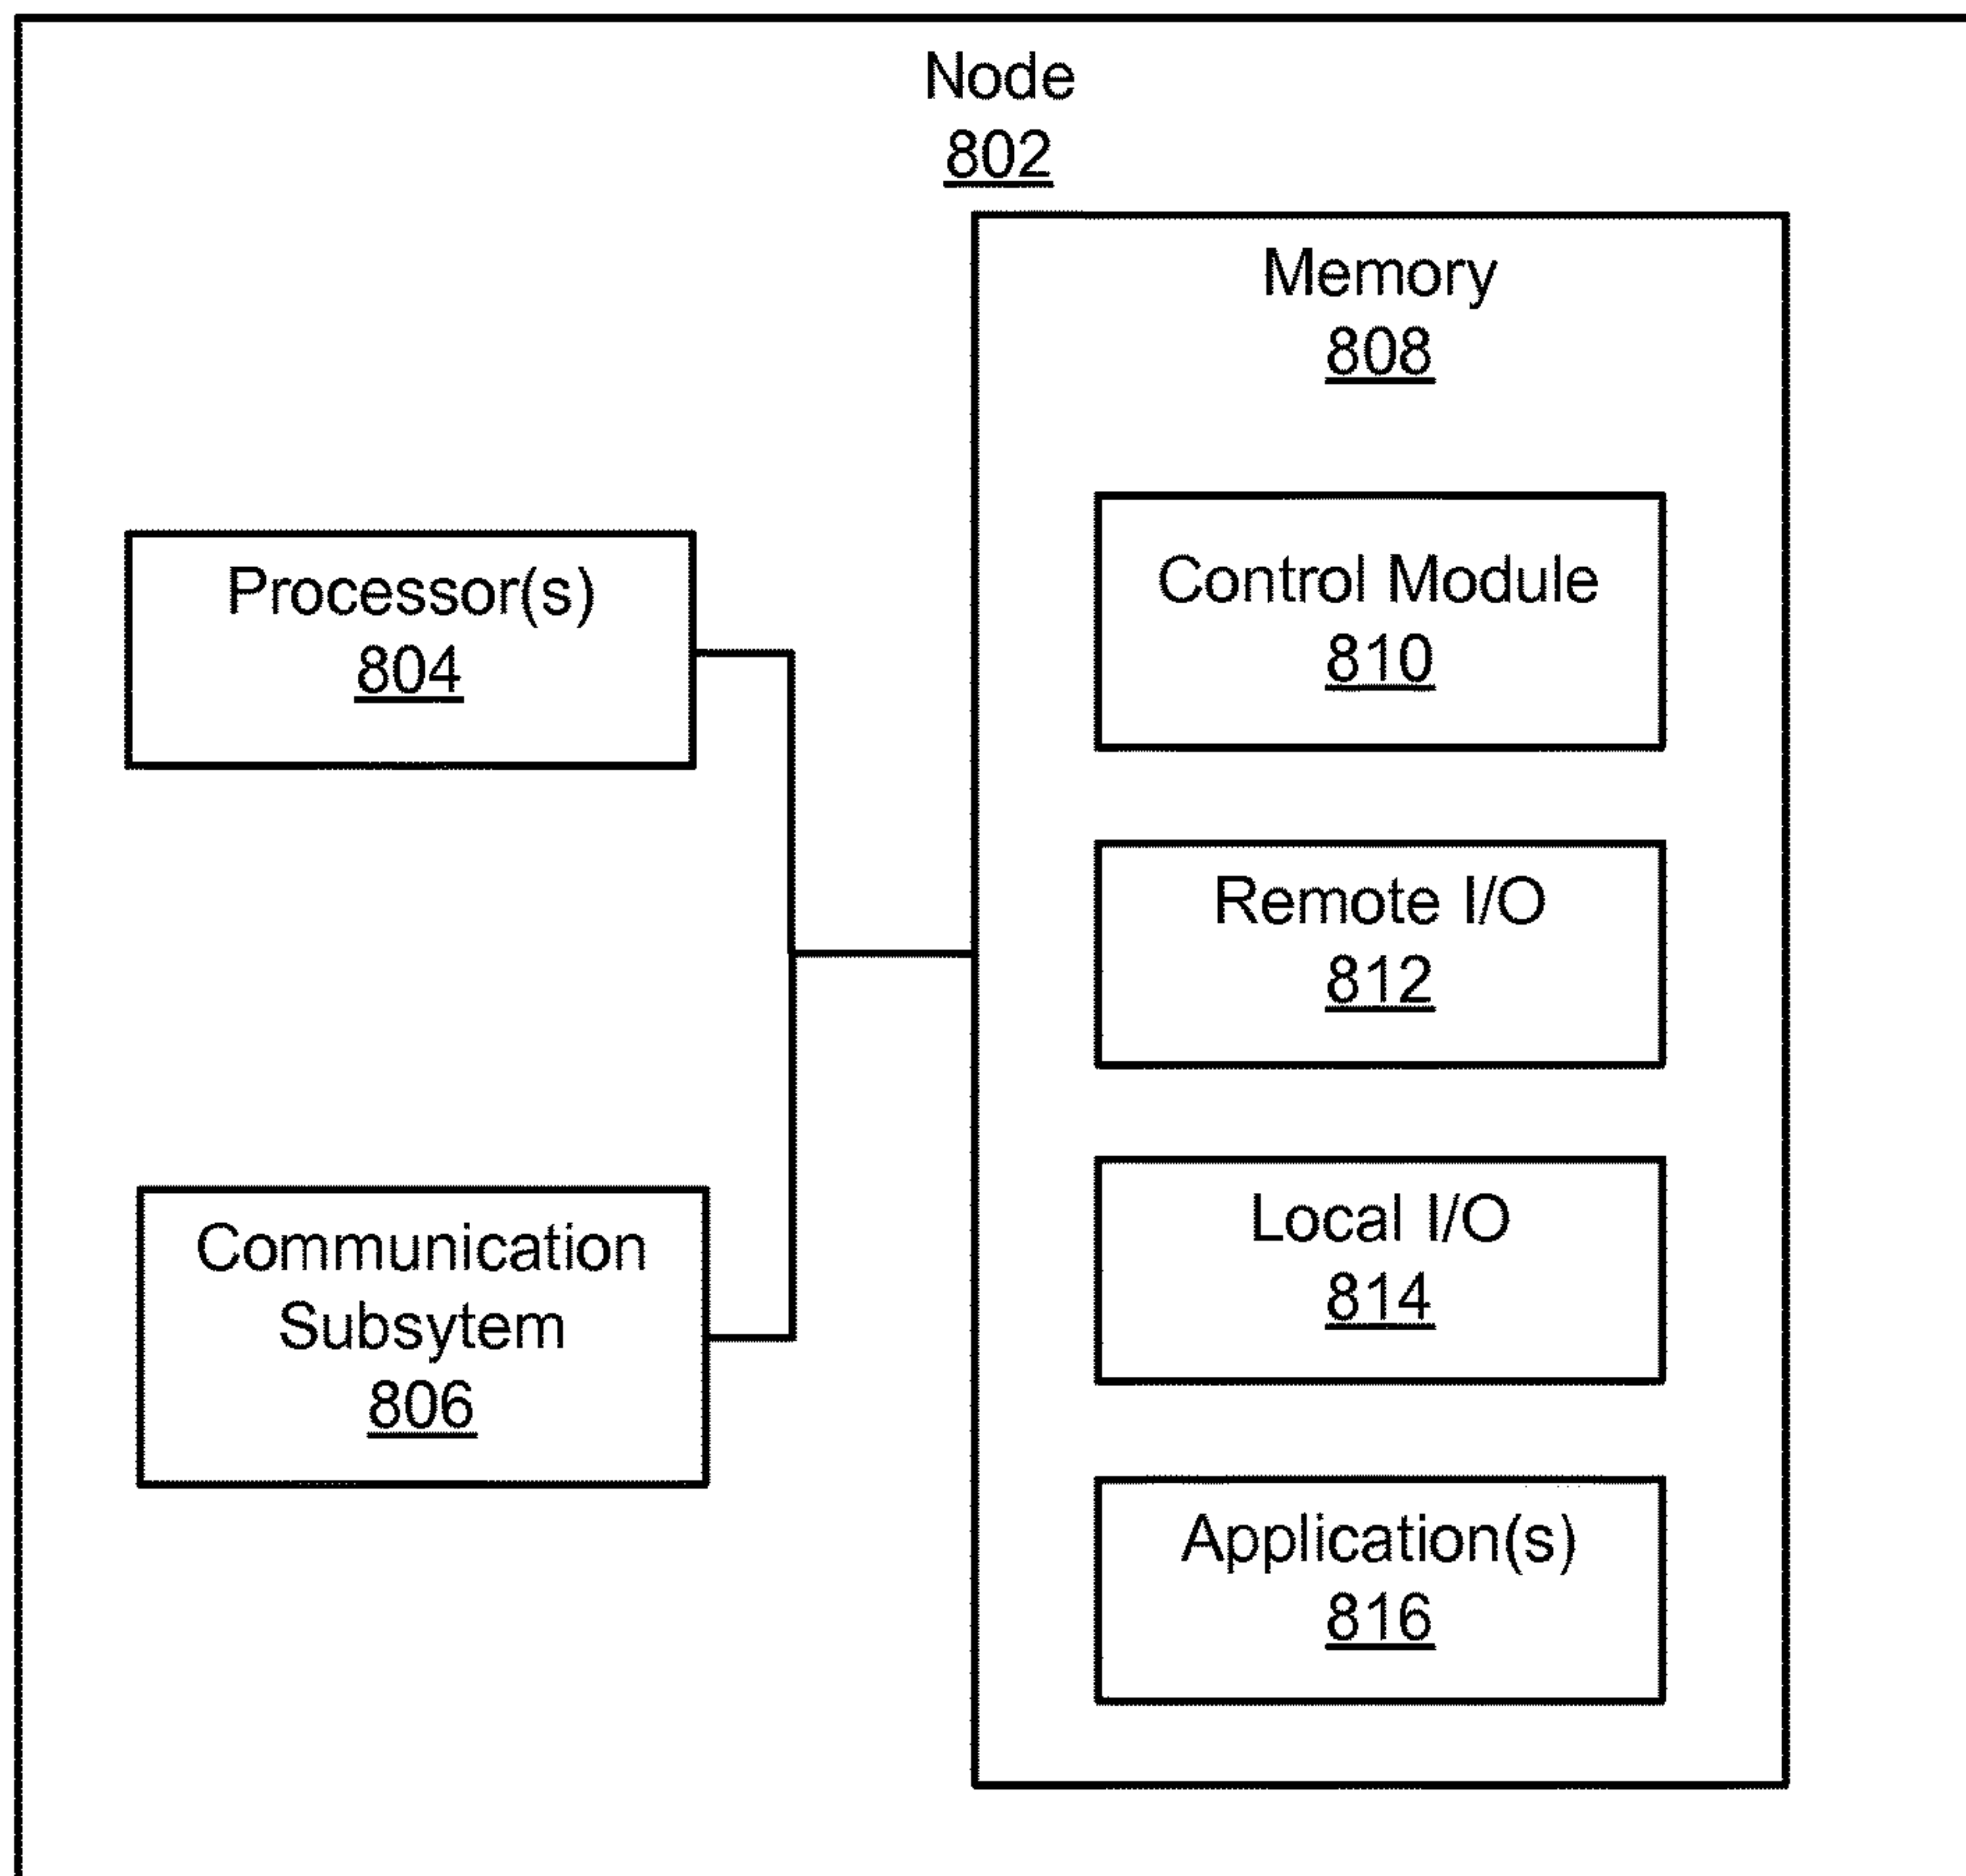 Node
802
Memory
808
Processor(s)
804
Communication
Subsytem
806
Control Module
810
Remote I/O
812
Local I/O
814
Application(s)
816